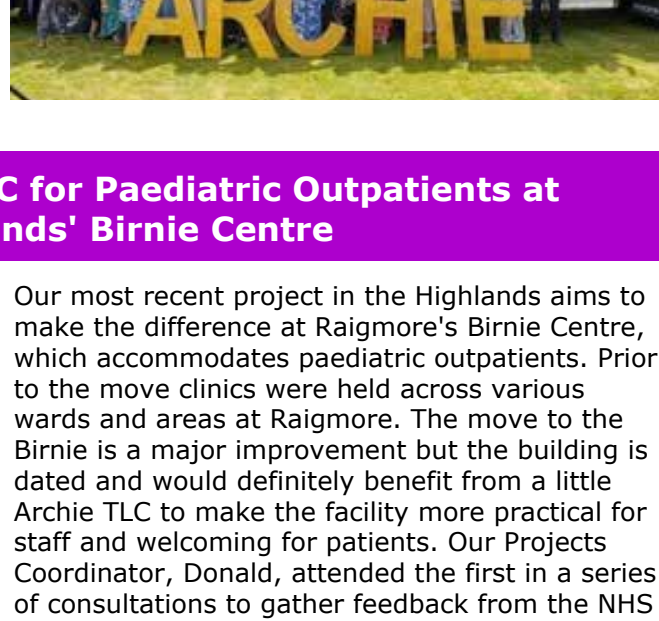 ARCHIE
C for Paediatric Outpatients at
nds' Birnie Centre
Our most recent project in the Highlands aims to
make the difference at Raigmore's Birnie Centre,
which accommodates paediatric outpatients. Prior
to the move clinics were held across various
wards and areas at Raigmore. The move to the
Birnie is a major improvement but the building is
dated and would definitely benefit from a little
Archie TLC to make the facility more practical for
staff and welcoming for patients. Our Projects
Coordinator, Donald, attended the first in a series
of consultations to gather feedback from the NHS